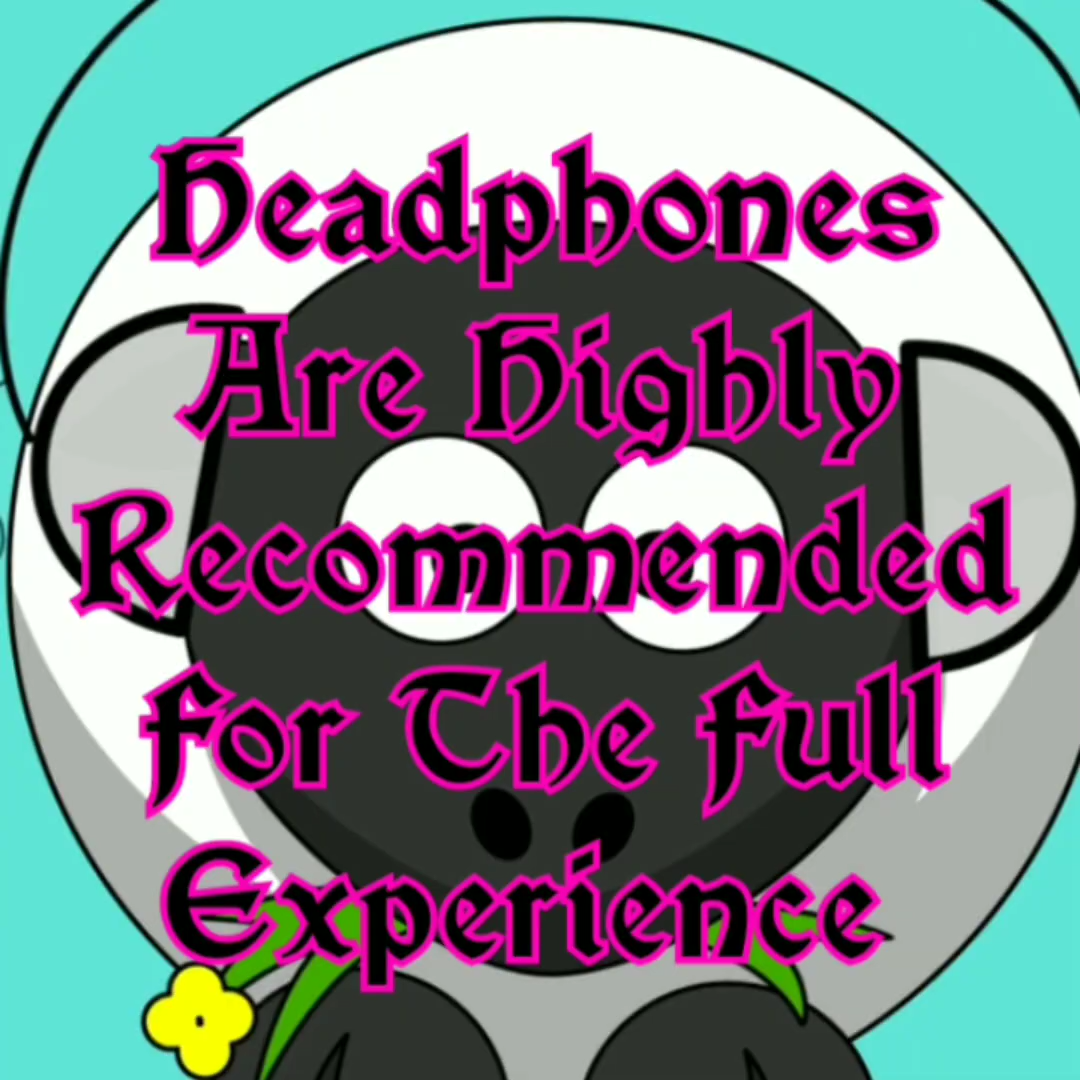 Headphones
Are Highly
Recommended
For The Full
Experience